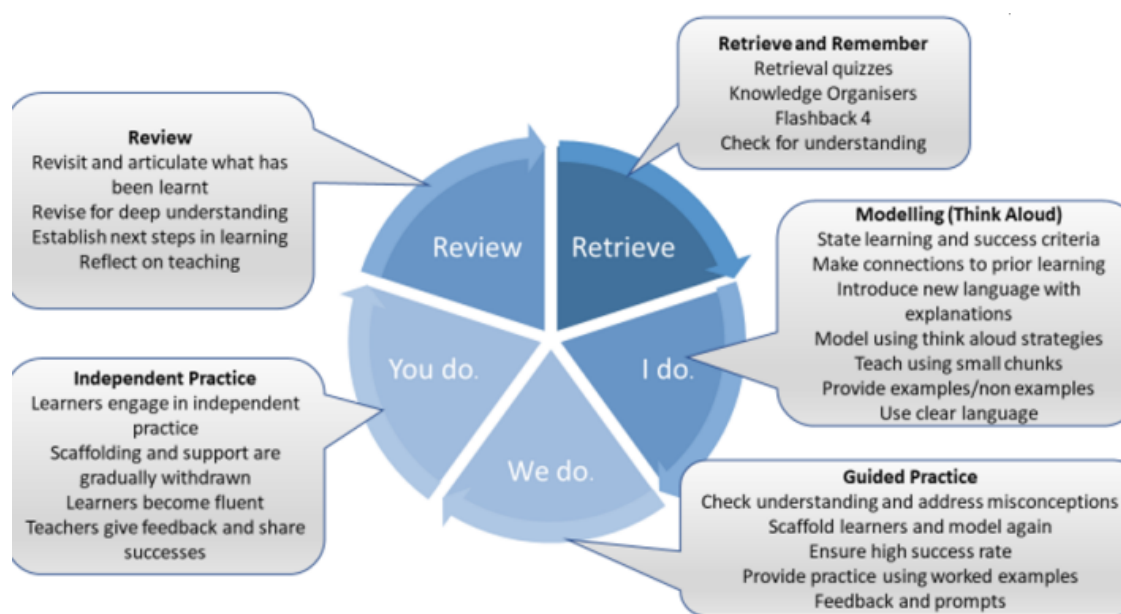 Retrieve and Remember
Retrieval quizzes
Knowledge Organisers
Flashback 4
Check for understanding
Modelling (Think Aloud)
State learning and success criteria
Make connections to prior learning
Introduce new language with
explanations
Model using think aloud strategies
Teach using small chunks
Provide examples/non examples
Use clear language
Guided Practice
Check understanding and address misconceptions
Scaffold learners and model again
Ensure high success rate
Provide practice using worked examples
Feedback and prompts
Independent Practice
Learners engage in independent
practice
Scaffolding and support are
gradually withdrawn
Learners become fluent
Teachers give feedback and share
successes
Review
Revisit and articulate what has
been learnt
Revise for deep understanding
Establish next steps in learning
Reflect on teaching
Retrieve
I do.
We do.
You do.
Review